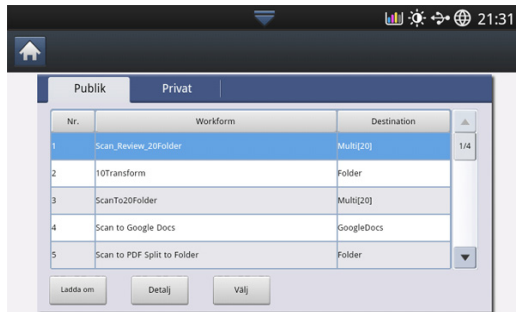 21:31
Publik Privat
Nr. Workform Destination
1 Scan_Review_20Folder Multi[20]
1/4
2 10Transform Folder
3 ScanTo20Folder Multi[20]
4 Scan to Google Docs GoogleDocs
5 Scan to PDF Split to Folder Folder
Ladda om Detalj Välj